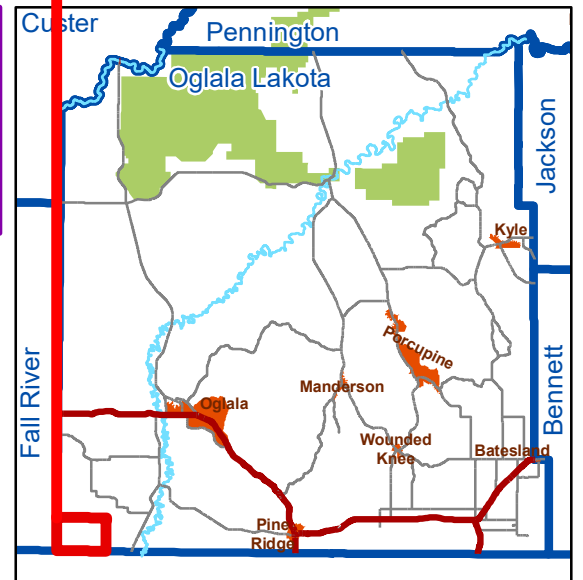 Custer
Pennington
Oglala Lakota
Jackson
Kyle
Porcupine
Fall River
Bennett
Manderson
Oglala
Wounded
Knee
Batesland
Pine
Ridge